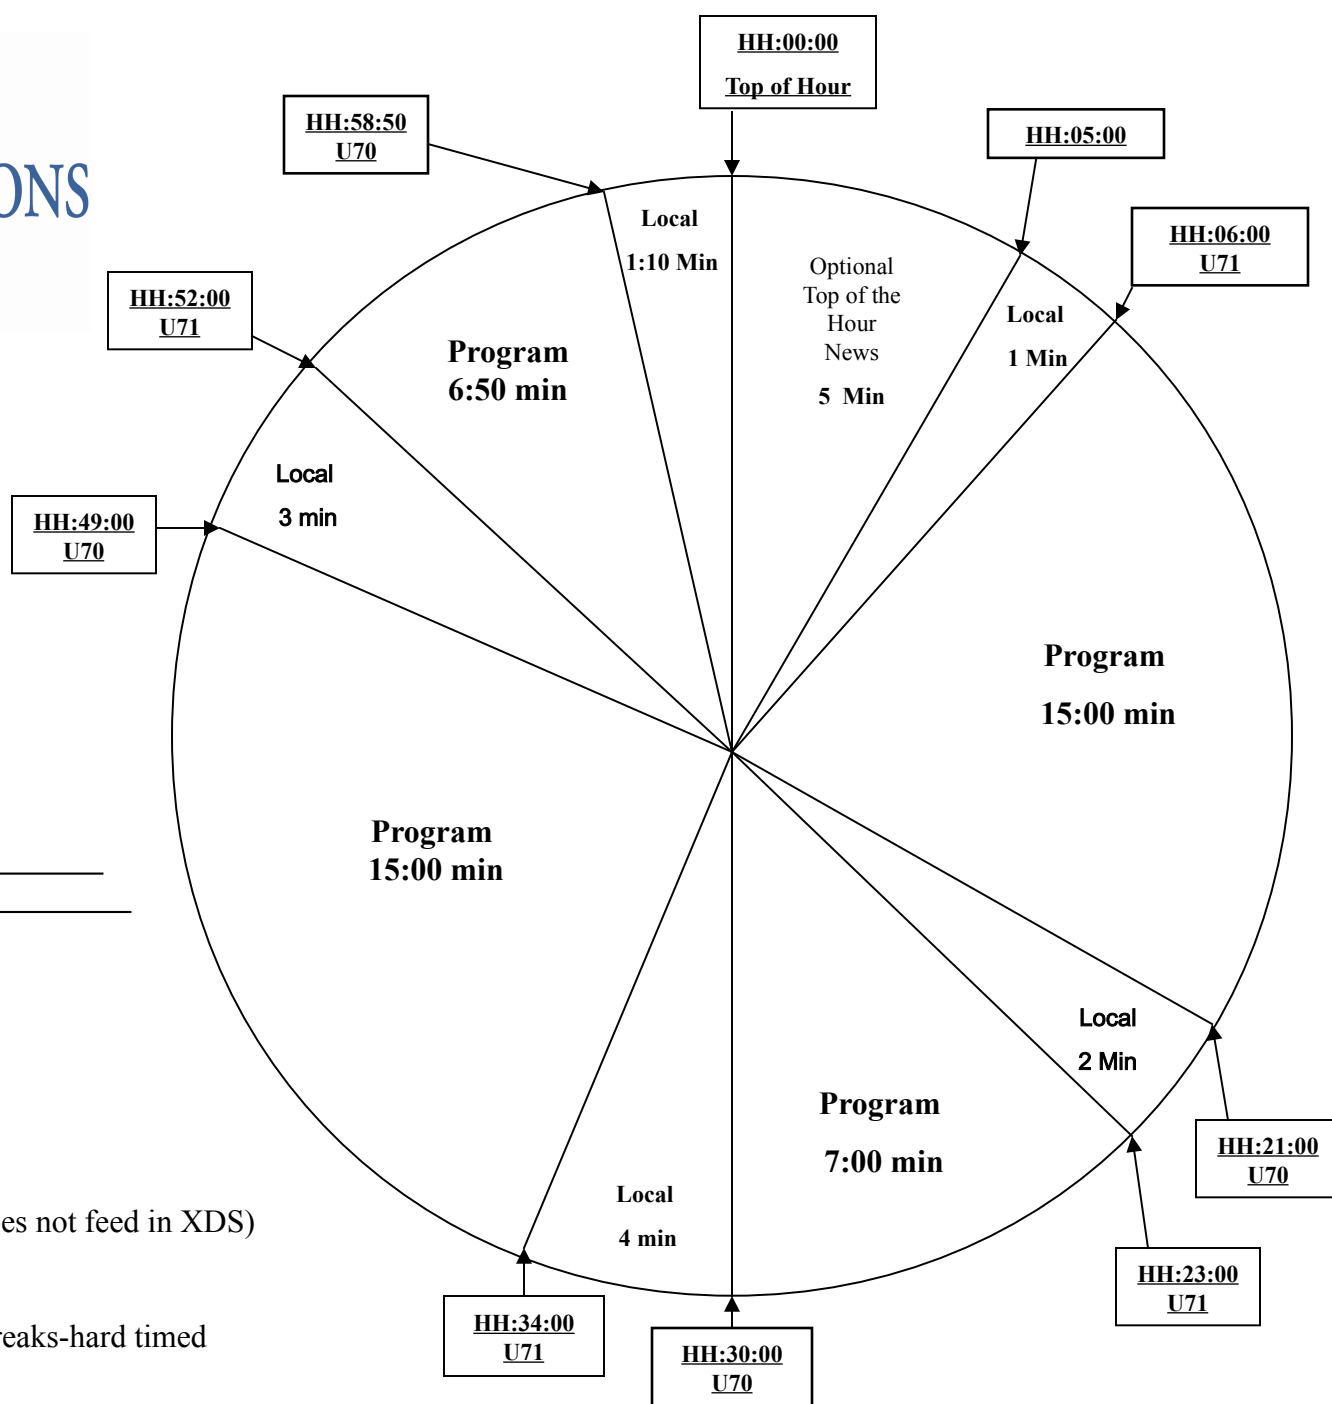 HH:00:00
Top of Hour
HH:58:50
U70
HH:05:00
ONS
HH:06:00
U71
Local
1:10 Min
Optional
Top of the
Hour
News
5 Min
Local
1 Min
HH:52:00
U71
Program
6:50 min
Local
3 min
HH:49:00
U70
Program
15:00 min
Program
15:00 min
Local
2 Min
Program
7:00 min
HH:21:00
U70
Local
4 min
es not feed in XDS)
HH:23:00
U71
HH:34:00
U71
reaks-hard timed
HH:30:00
U70